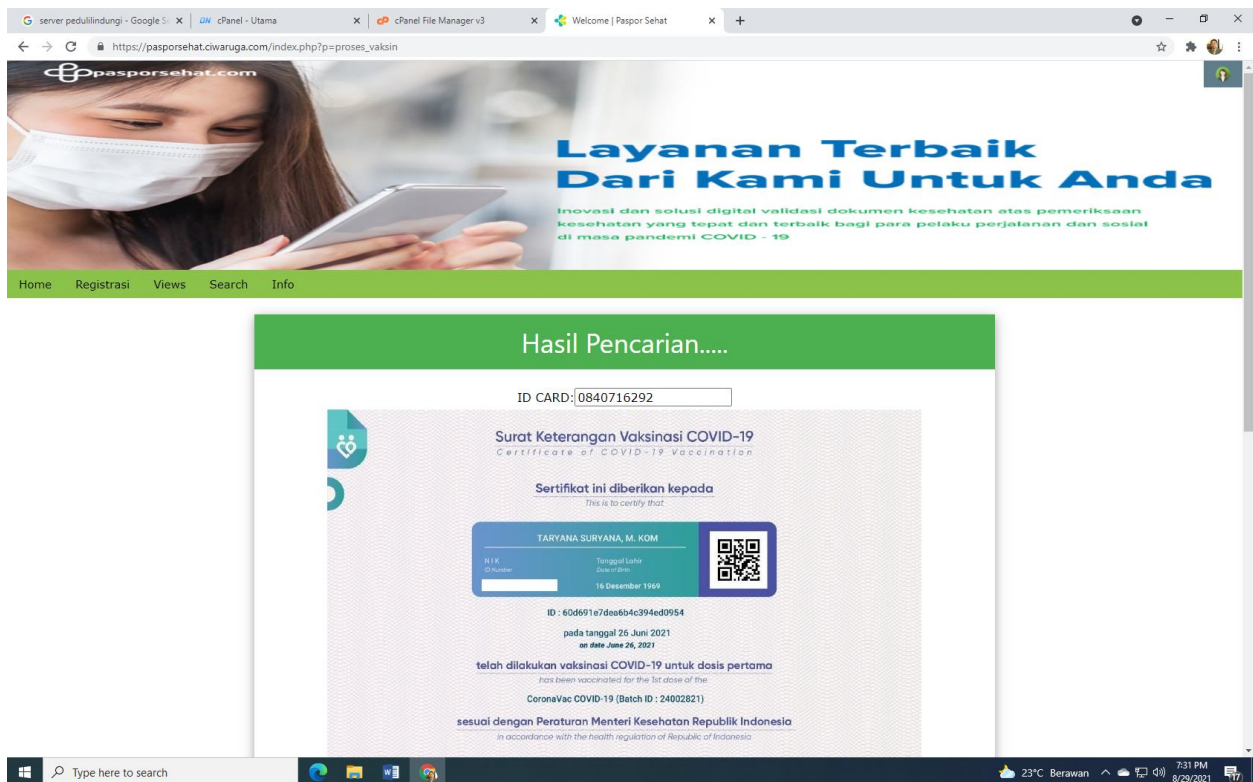 server pedulilindungi - Google Se
cPanel - Utama
cPanel File Manager v3
Welcome | Paspor Sehat
https://pasporsehat.ciwaruga.com/index.php?p=proses_vaksin
pasporsehat.com
Layanan Terbaik
Dari Kami Untuk Anda
Inovasi dan solusi digital validasi dokumen kesehatan atas pemeriksaan
kesehatan yang tepat dan terbaik bagi para pelaku perjalanan dan sosial
di masa pandemi COVID - 19
Home Registrasi Views Search Info
Hasil Pencarian.....
ID CARD: 0840716292
Surat Keterangan Vaksinasi COVID-19
Certificate of COVID-19 Vaccination
Sertifikat ini diberikan kepada
This is to certify that
TARYANA SURYANA, M. KOM
NIK Tanggal Lahir
ID Number Date of Birth
16 Desember 1969
ID : 60d691e7dea6b4c394ed0954
pada tanggal 26 Juni 2021
on date June 26, 2021
telah dilakukan vaksinasi COVID-19 untuk dosis pertama
has been vaccinated for the 1st dose of the
CoronaVac COVID-19 (Batch ID : 24002821)
sesuai dengan Peraturan Menteri Kesehatan Republik Indonesia
in accordance with the health regulation of Republic of Indonesia
Type here to search
23°C Berawan
7:31 PM
8/29/2021
17